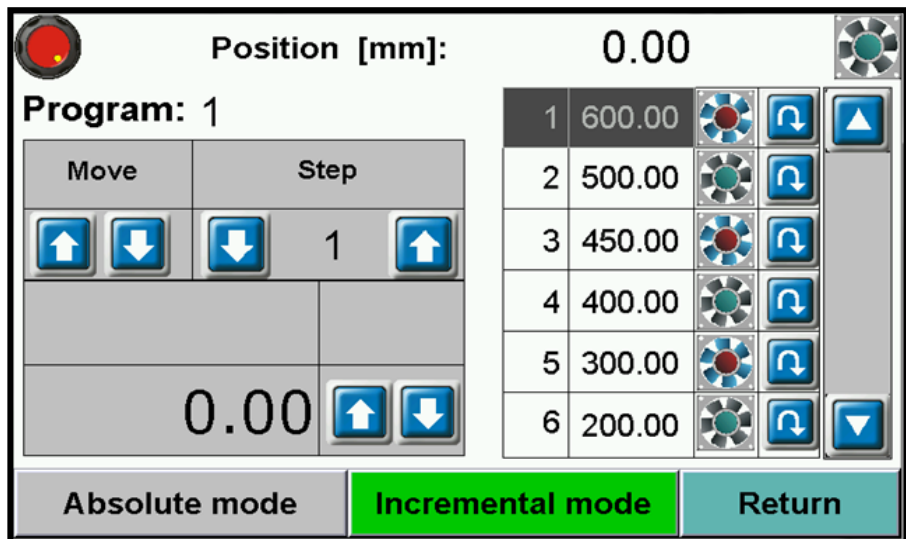 Position [mm]: 0.00
Program: 1
Move Step
1
0.00
1 600.00
2 500.00
3 450.00
4 400.00
5 300.00
6 200.00
Absolute mode Incremental mode Return